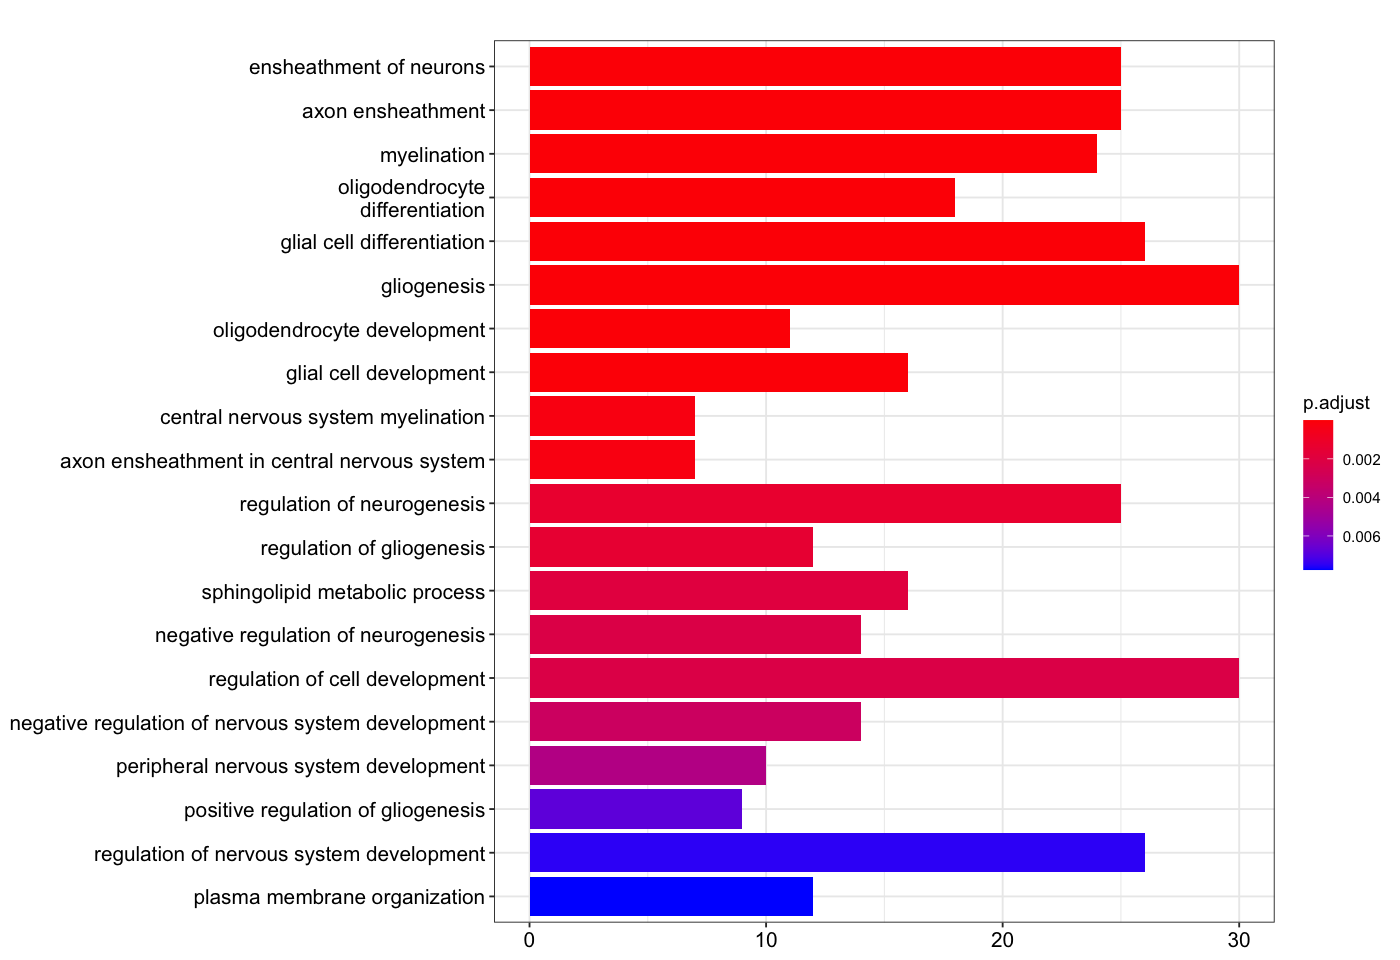 ensheathment of neurons
axon ensheathment
myelination
oligodendrocyte
differentiation
glial cell differentiation
gliogenesis
oligodendrocyte development
glial cell development
central nervous system myelination
axon ensheathment in central nervous system
regulation of neurogenesis
regulation of gliogenesis
sphingolipid metabolic process
negative regulation of neurogenesis
regulation of cell development
negative regulation of nervous system development
peripheral nervous system development
positive regulation of gliogenesis
regulation of nervous system development
plasma membrane organization
0 10 20 30
p.adjust
0.002
0.004
0.006